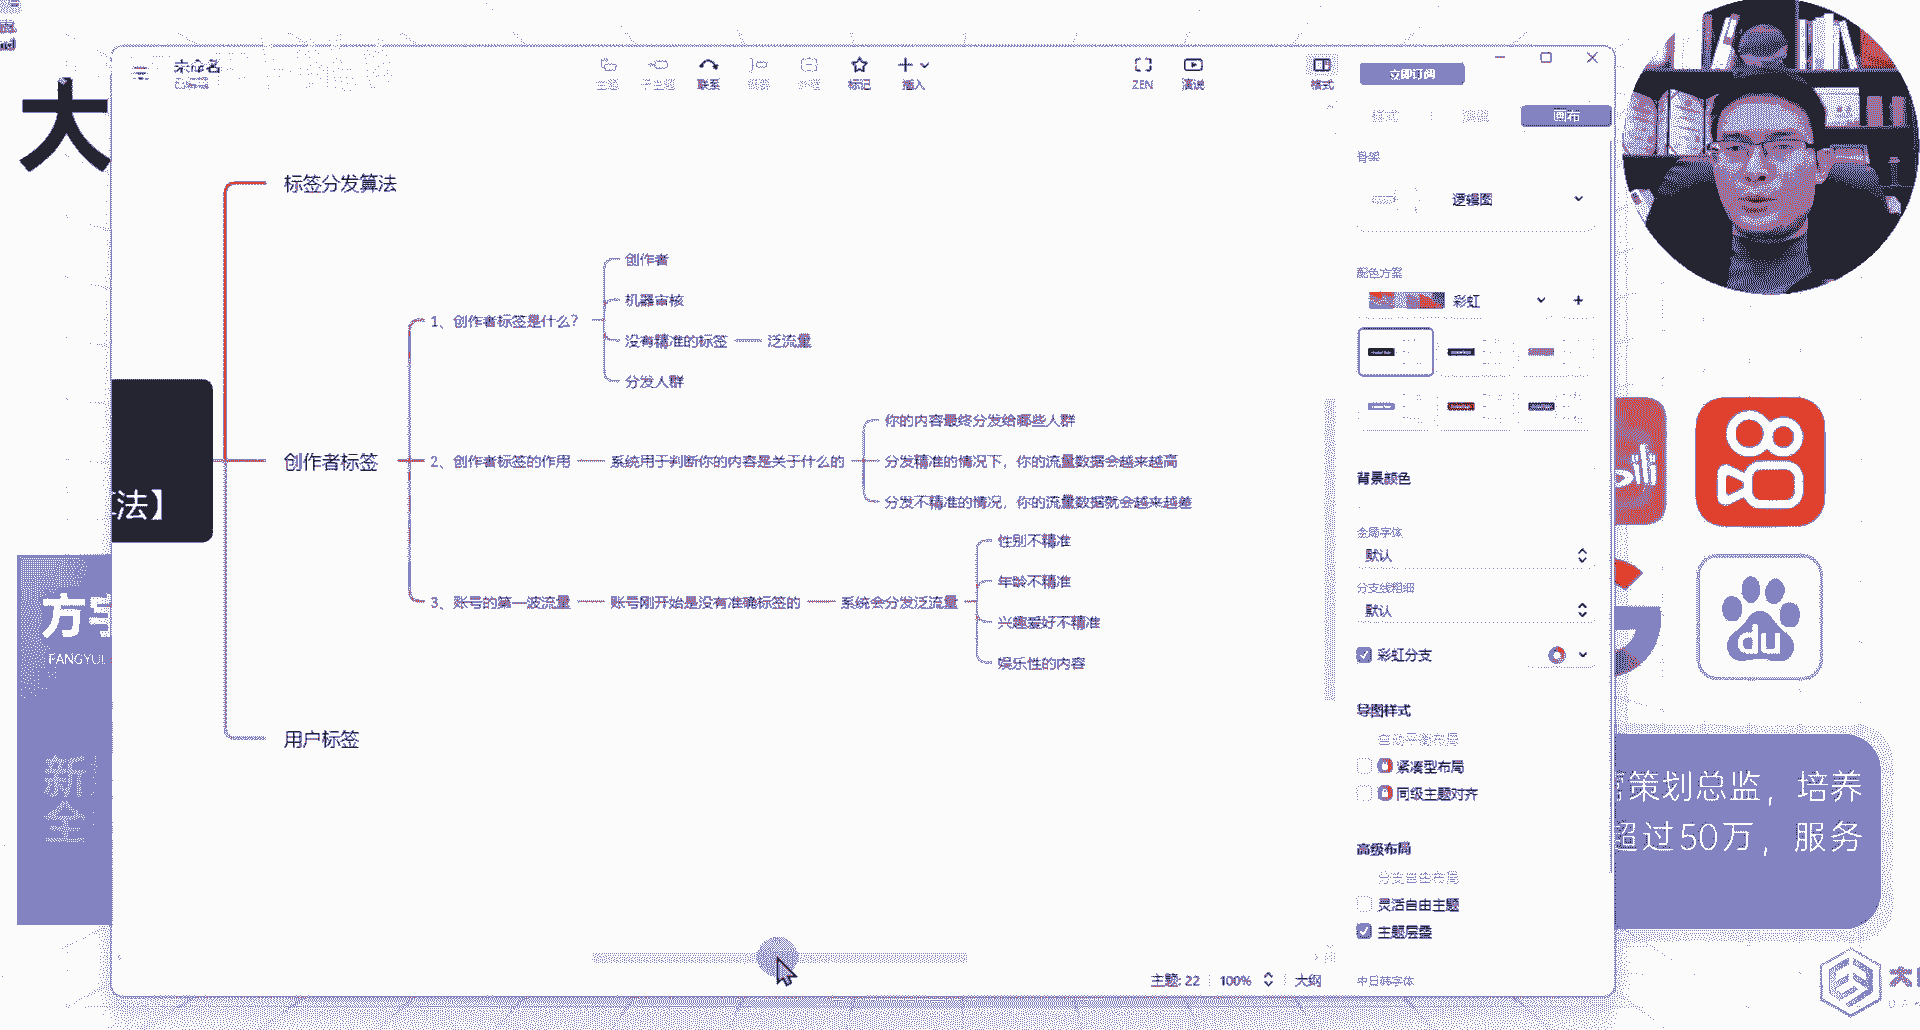 大
未命名
联系
标记
插入
ZEN
演说
格式
立即订阅
画布
骨架
逻辑图
配色方案
彩虹
背景颜色
全局字体
默认
分支线粗细
默认
彩虹分支
导图样式
自动平衡布局
紧凑型布局
同级主题对齐
高级布局
分支自由布局
灵活自由主题
主题层叠
中日韩字体
标签分发算法
创作者标签
用户标签
法】
1、创作者标签是什么?
创作者
机器审核
没有精准的标签
泛流量
分发人群
2、创作者标签的作用
系统用于判断你的内容是关于什么的
你的内容最终分发给哪些人群
分发精准的情况下，你的流量数据会越来越高
分发不精准的情况，你的流量数据就会越来越差
3、账号的第一波流量
账号刚开始是没有准确标签的
系统会分发泛流量
性别不精准
年龄不精准
兴趣爱好不精准
娱乐性的内容
主题: 22
100%
大纲
方
FANGYU
新
全
du
策划总监，培养
超过50万，服务
大